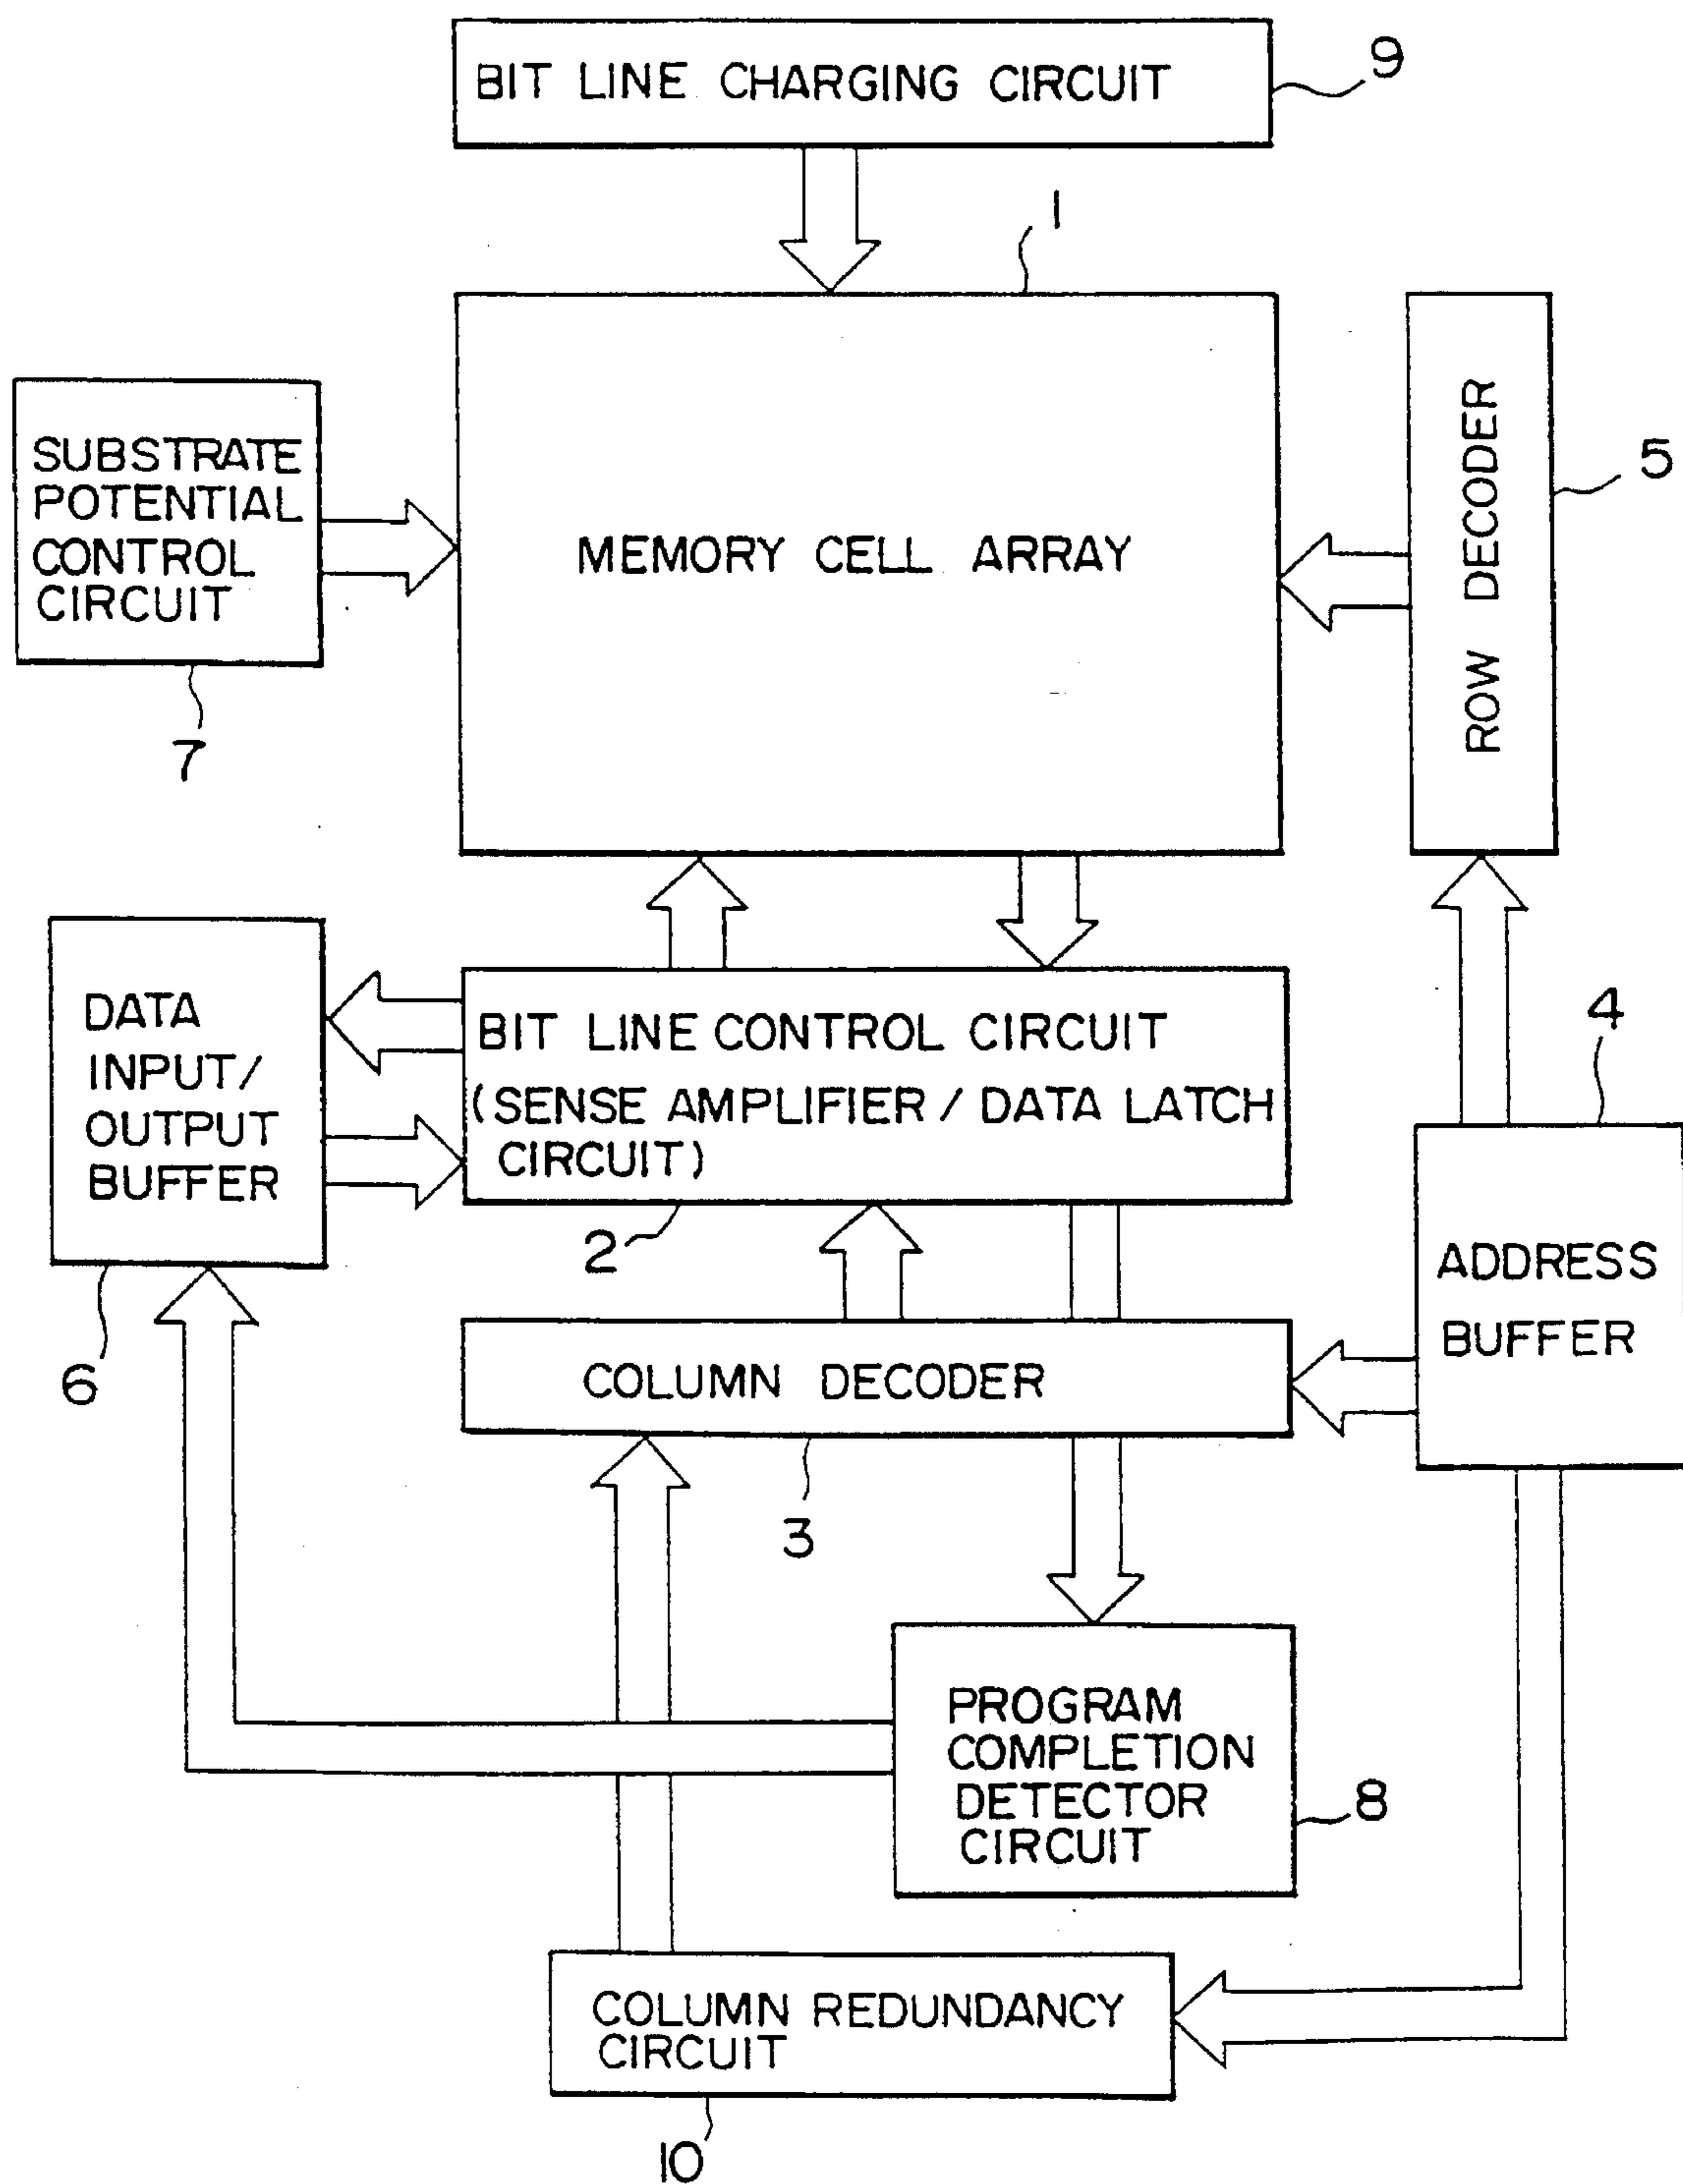 BIT LINE CHARGING CIRCUIT
9
1
SUBSTRATE
POTENTIAL
CONTROL
CIRCUIT
7
MEMORY CELL ARRAY
ROW DECODER
5
DATA
INPUT/
OUTPUT
BUFFER
6
BIT LINE CONTROL CIRCUIT
(SENSE AMPLIFIER / DATA LATCH
CIRCUIT)
2
4
ADDRESS
BUFFER
COLUMN DECODER
3
PROGRAM
COMPLETION
DETECTOR
CIRCUIT
8
COLUMN REDUNDANCY
CIRCUIT
10